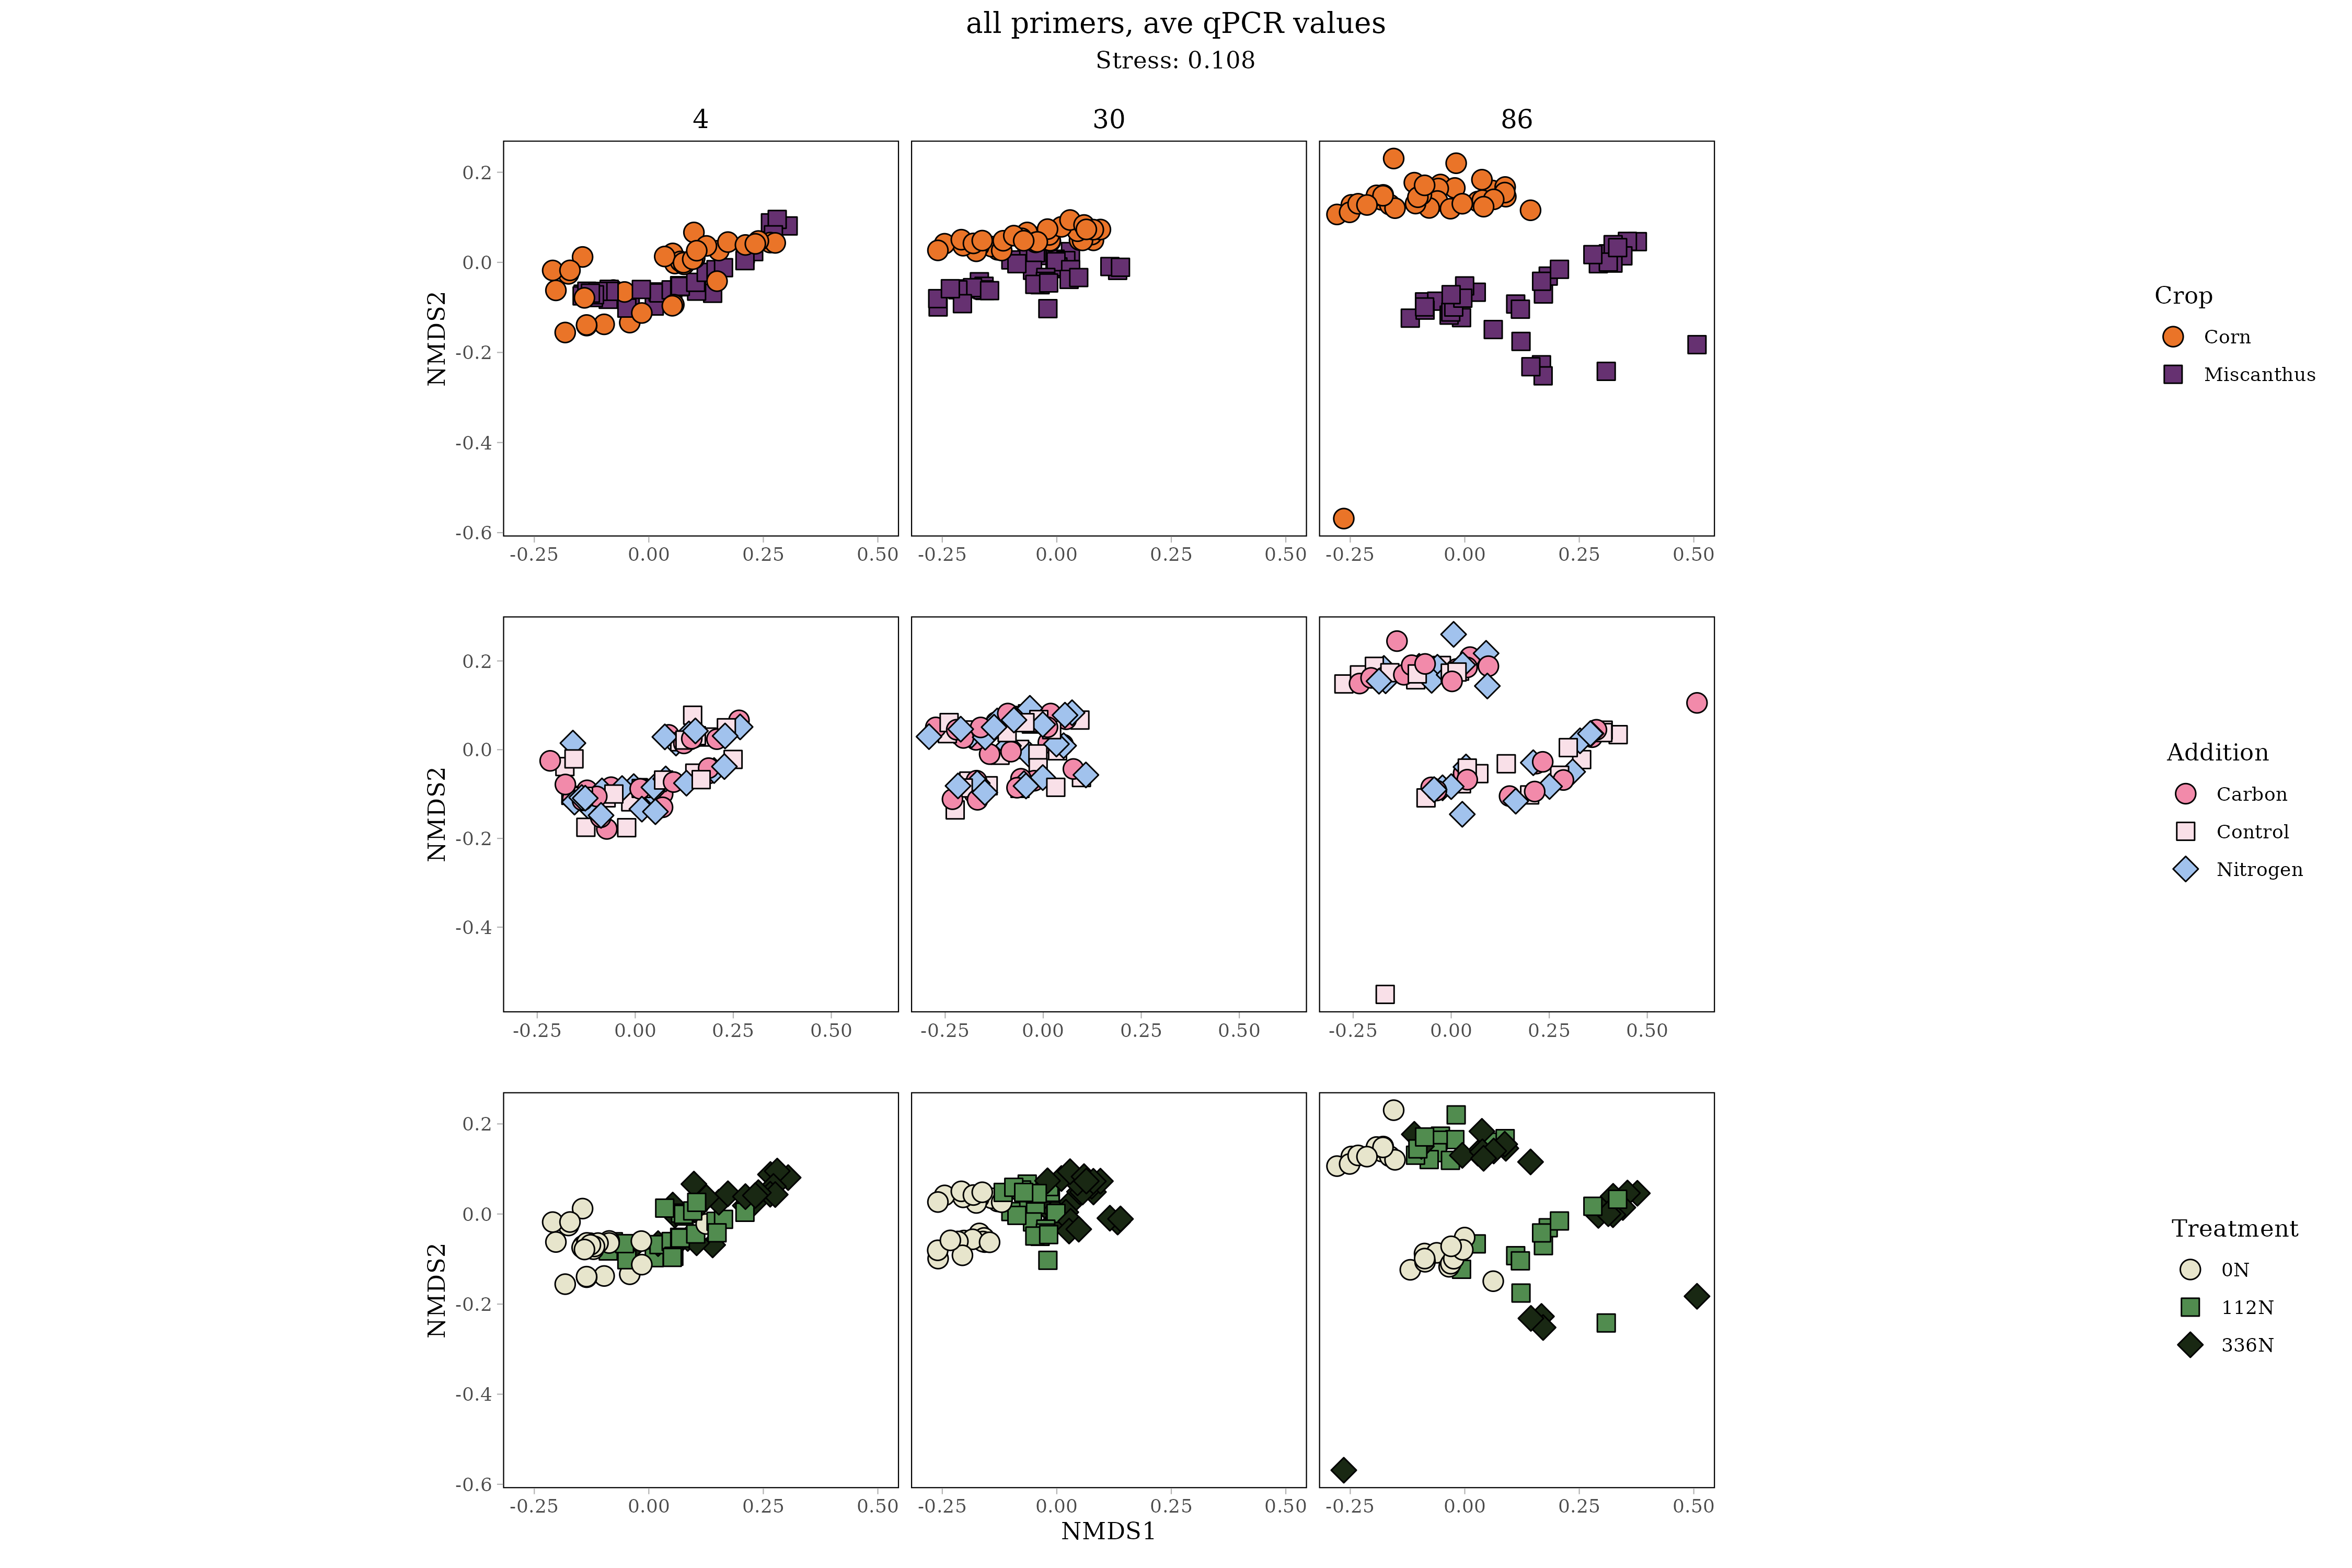 all primers, ave qPCR values
Stress: 0.108
4 30 86
0.2
0.0
-0.2
-0.4
-0.6
NMDS2
-0.25 0.00 0.25 0.50 -0.25 0.00 0.25 0.50 -0.25 0.00 0.25 0.50
Crop
Corn
Miscanthus
0.2
0.0
-0.2
-0.4
NMDS2
-0.25 0.00 0.25 0.50 -0.25 0.00 0.25 0.50 -0.25 0.00 0.25 0.50
Addition
Carbon
Control
Nitrogen
0.2
0.0
-0.2
-0.4
-0.6
NMDS2
-0.25 0.00 0.25 0.50 -0.25 0.00 0.25 0.50 -0.25 0.00 0.25 0.50
NMDS1
Treatment
0N
112N
336N